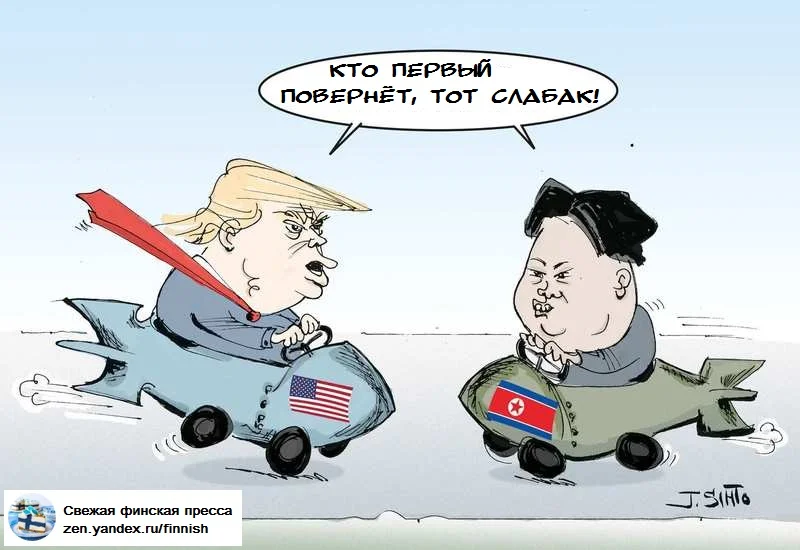 КТО ПЕРВЫЙ
ПОВЕРНЁТ, ТОТ СЛАБАК!
J. SIHTO
Свежая финская пресса
zen.yandex.ru/finnish